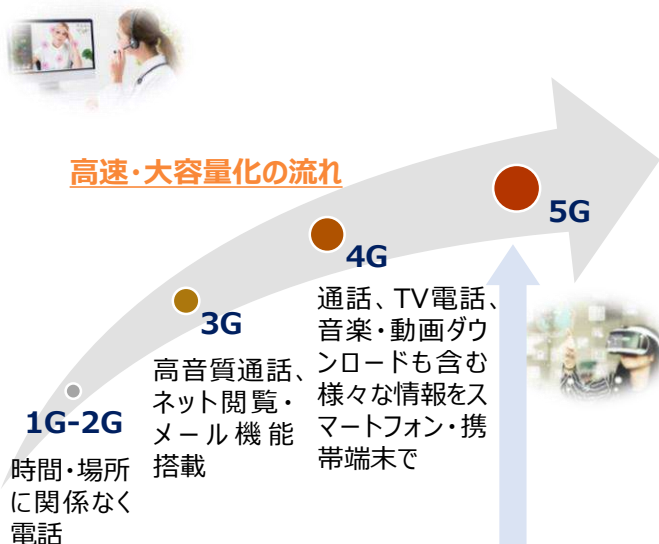 高速・大容量化の流れ
5G
4G
通話、TV電話、
音楽・動画ダウ
ンロードも含む
様々な情報をス
マートフォン・携
帯端末で
3G
高音質通話、
ネット閲覧・
メール機能
搭載
1G-2G
時間・場所
に関係なく
電話